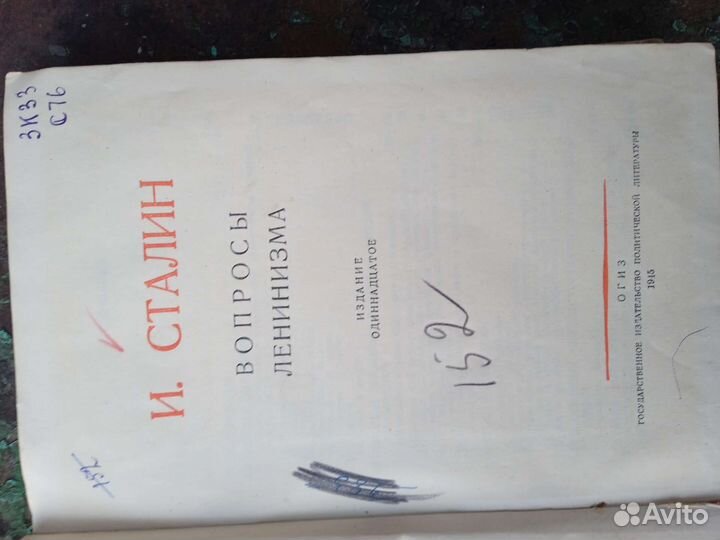 3К33
С76
И. СТАЛИН
ВОПРОСЫ
ЛЕНИНИЗМА
ИЗДАНИЕ
ОДИННАДЦАТОЕ
152
ОГИЗ
ГОСУДАРСТВЕННОЕ ИЗДАТЕЛЬСТВО ПОЛИТИЧЕСКОЙ ЛИТЕРАТУРЫ
1945
Avito